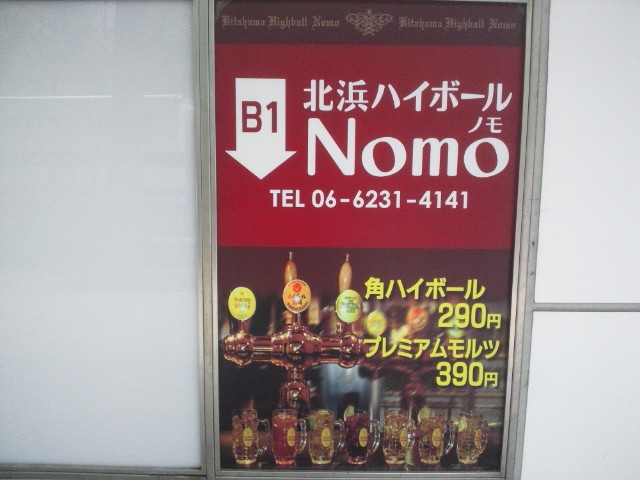 Kitahama Highball Nomo Kitahama Highball Nomo
B1
北浜ハイボール
Nomo
ノモ
TEL 06-6231-4141
角ハイボール
290円
プレミアムモルツ
390円